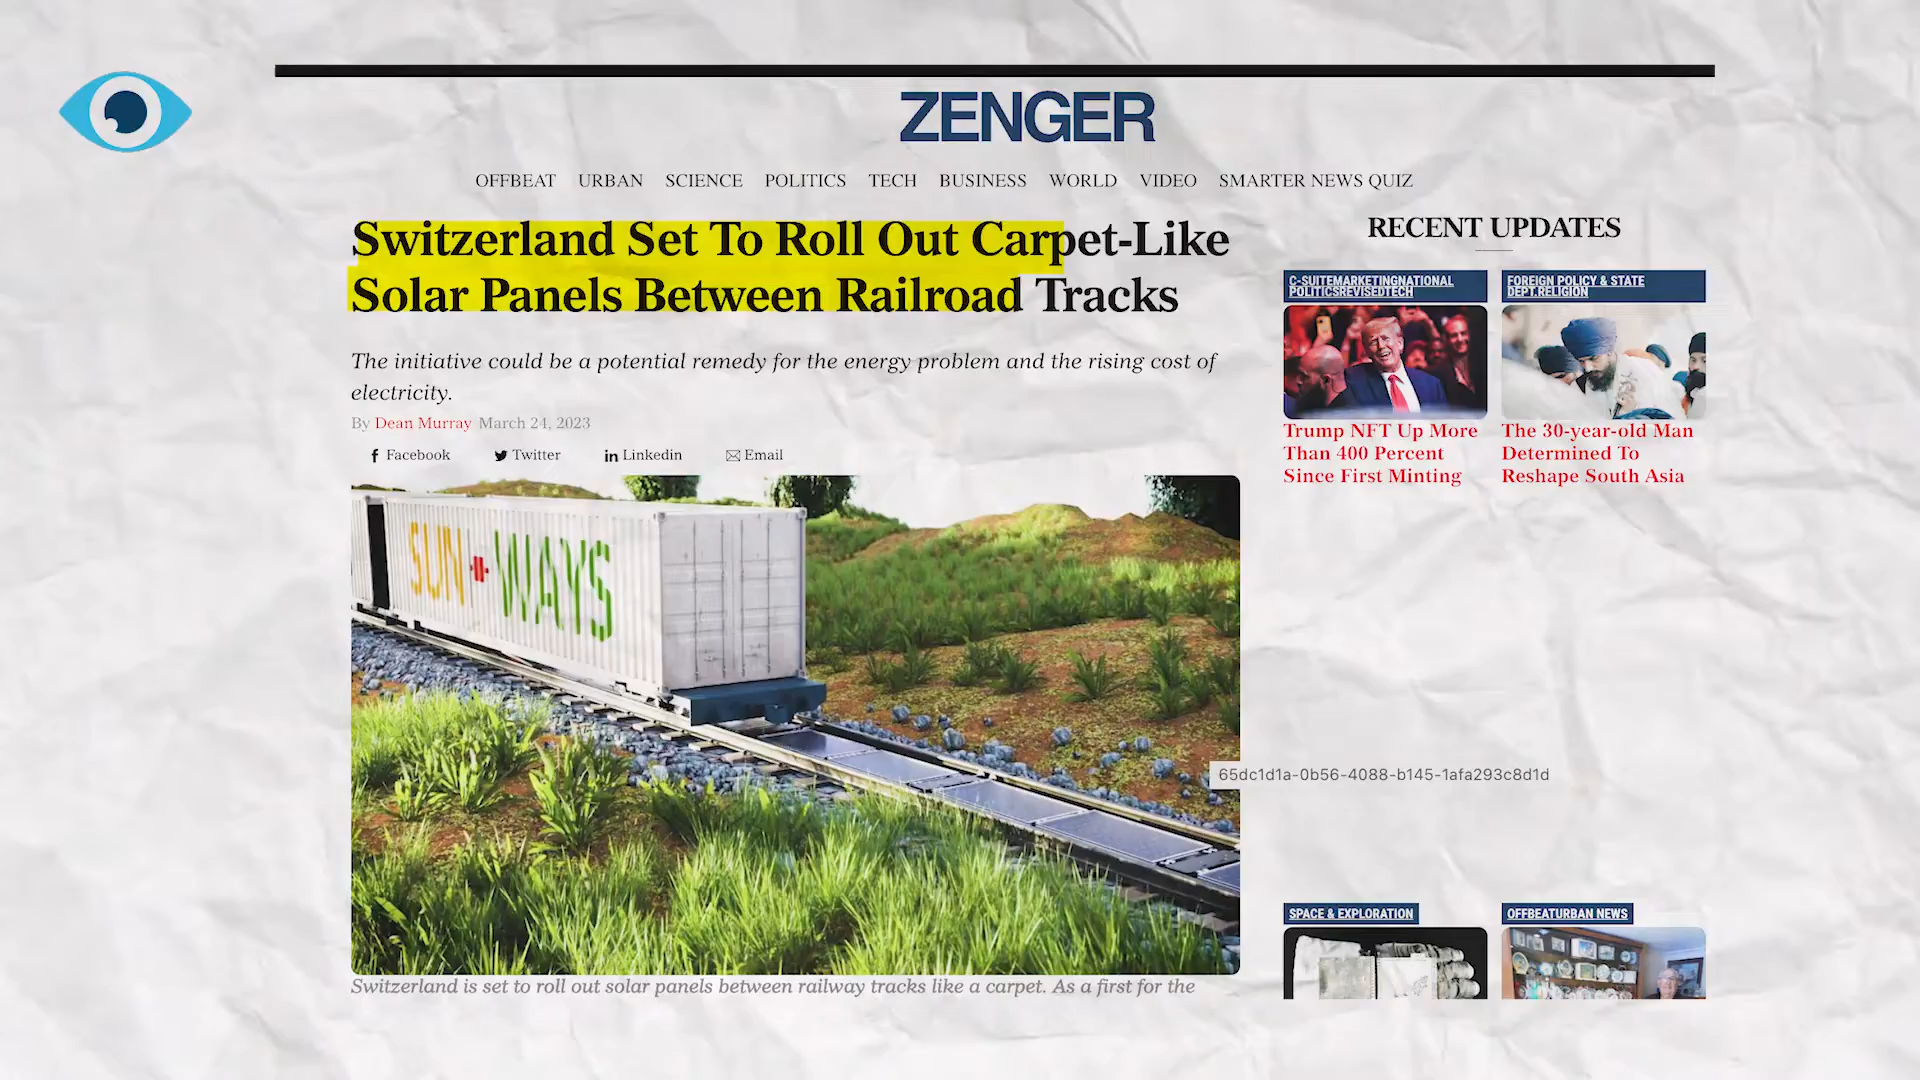 ZENGER
OFFBEAT URBAN SCIENCE POLITICS TECH BUSINESS WORLD VIDEO SMARTER NEWS QUIZ
Switzerland Set To Roll Out Carpet-Like
Solar Panels Between Railroad Tracks
The initiative could be a potential remedy for the energy problem and the rising cost of
electricity.
By Dean Murray March 24, 2023
Facebook Twitter Linkedin Email
SUN WAYS
Switzerland is set to roll out solar panels between railway tracks like a carpet. As a first for the
RECENT UPDATES
C-SUITEMARKETINGNATIONAL
POLITICSREVISEDTECH
Trump NFT Up More
Than 400 Percent
Since First Minting
FOREIGN POLICY & STATE
DEPT.RELIGION
The 30-year-old Man
Determined To
Reshape South Asia
65dc1d1a-0b56-4088-b145-1afa293c8d1d
SPACE & EXPLORATION
OFFBEATURBAN NEWS